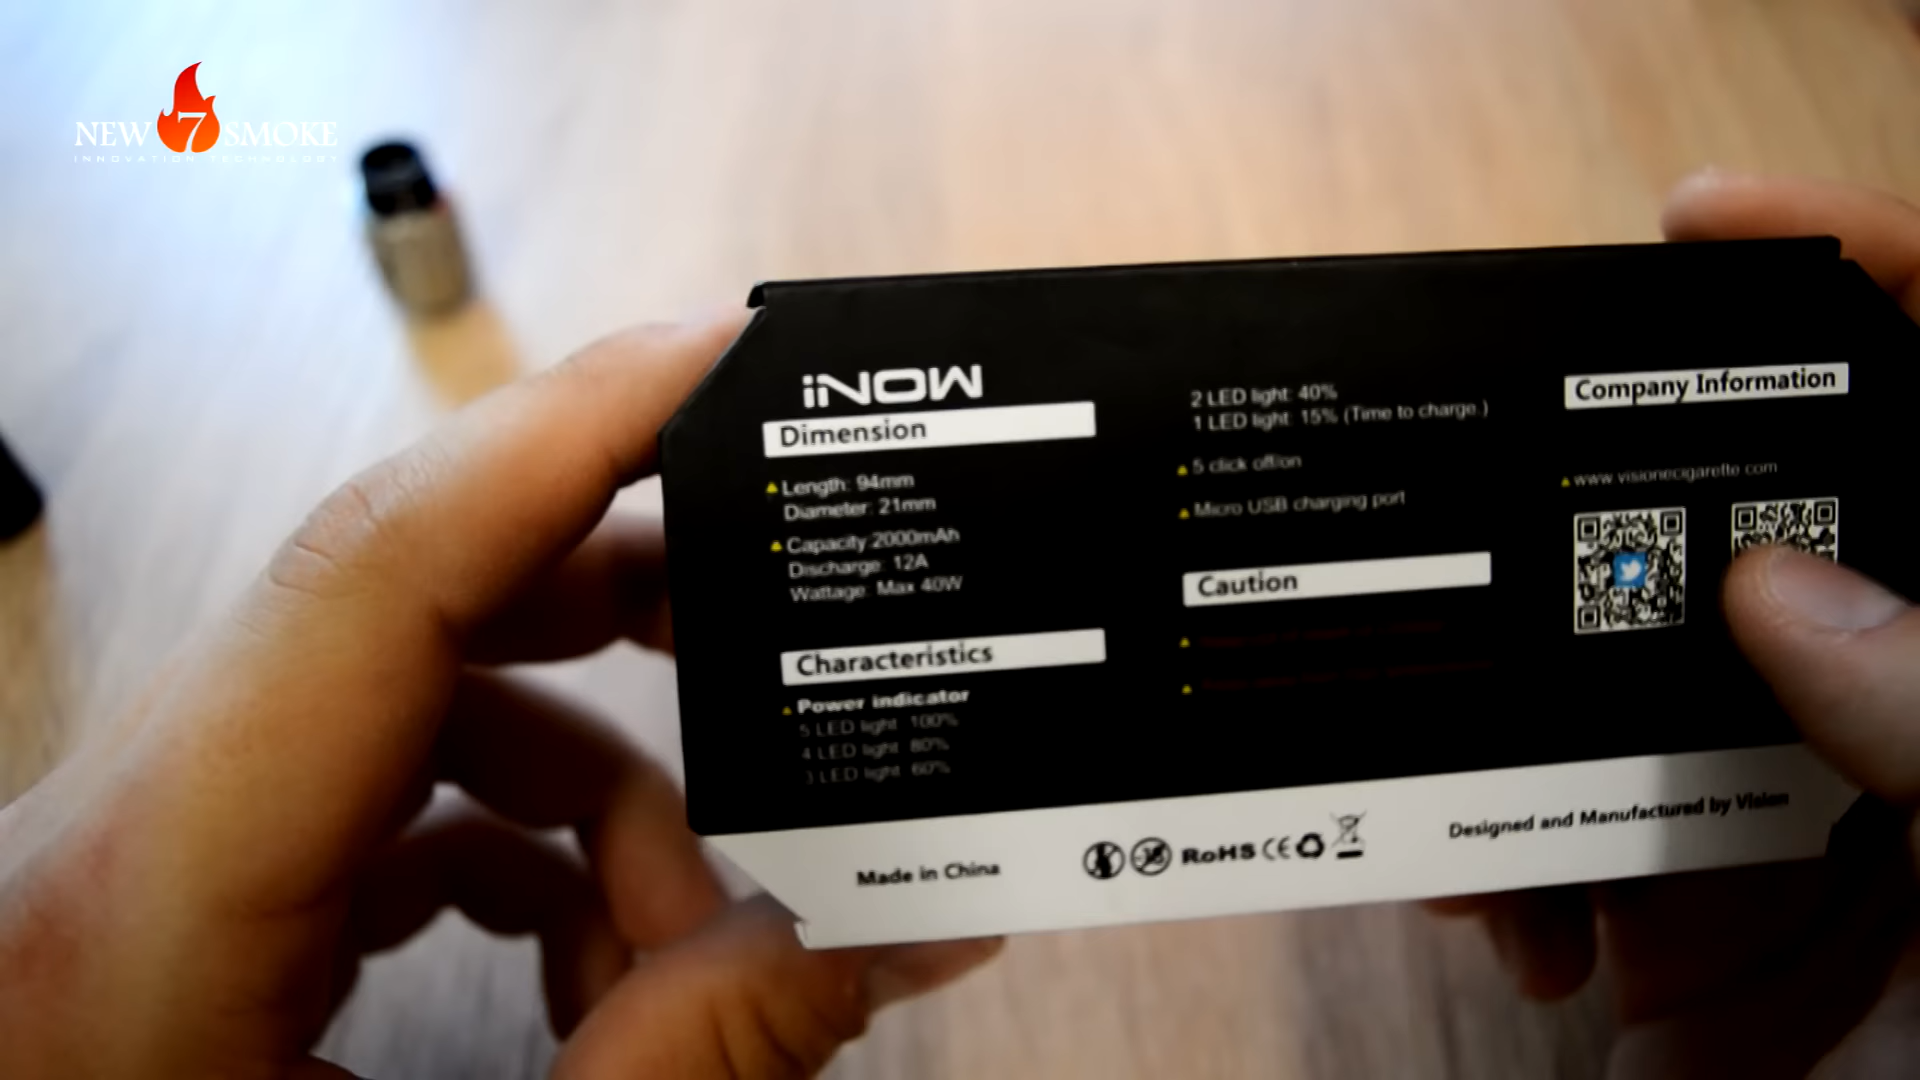 NEW 7 SMOKE
INNOVATION TECHNOLOGY
iNOW
Dimension
Length: 94mm
Diameter: 21mm
Capacity: 2000mAh
Discharge: 12A
Wattage: Max 40W
Characteristics
Power indicator
5 LED light: 100%
4 LED light: 80%
3 LED light: 60%
2 LED light: 40%
1 LED light: 15% (Time to charge.)
5 click off/on
Micro USB charging port
Caution
Company Information
www.visionecigarette.com
Made in China
RoHS CE
Designed and Manufactured by Vision